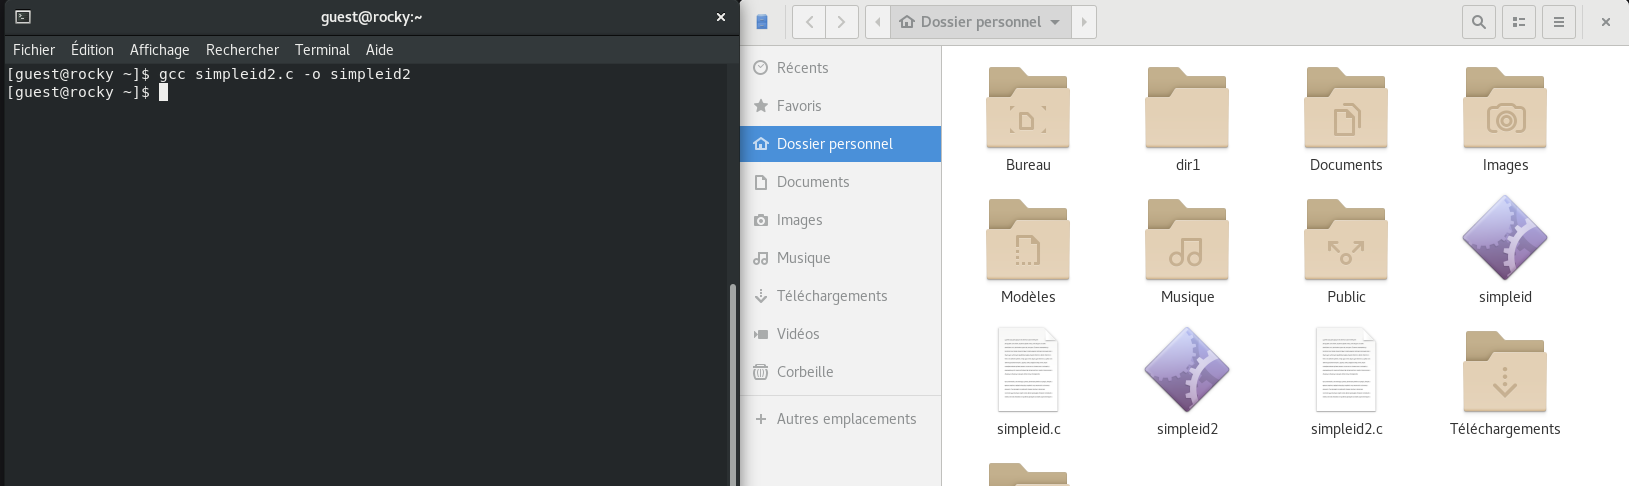 guest@rocky:~
Fichier Édition Affichage Rechercher Terminal Aide
[guest@rocky ~]$ gcc simpleid2.c -o simpleid2
[guest@rocky ~]$
Dossier personnel
Récents
Favoris
Dossier personnel
Documents
Images
Musique
Téléchargements
Vidéos
Corbeille
Autres emplacements
Bureau dir1 Documents Images
Modèles Musique Public simpleid
simpleid.c simpleid2 simpleid2.c Téléchargements